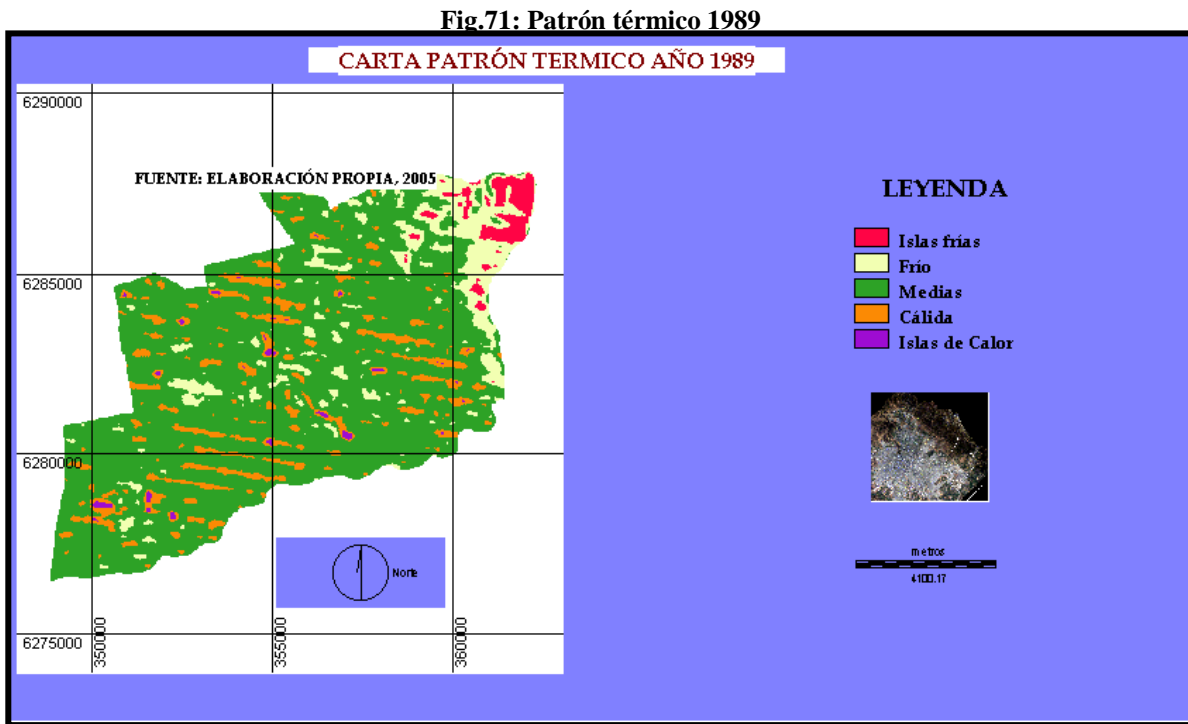 Fig.71: Patrón térmico 1989
CARTA PATRÓN TERMICO AÑO 1989
6290000
FUENTE: ELABORACIÓN PROPIA, 2005
6285000
6280000
6275000
350000
355000
360000
Norte
LEYENDA
Islas frías
Frío
Medias
Cálida
Islas de Calor
metros
4100.17